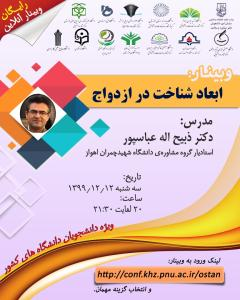 رایگان
وبینار آنلاین
وبینار:
ابعاد شناخت در ازدواج
مدرس:
دکتر ذبیح اله عباسپور
استادیار گروه مشاوره‌ی دانشگاه شهیدچمران اهواز
تاریخ:
سه شنبه ۱۳۹۹,۱۲,۱۲
ساعت:
۲۰ لغایت ۲۱:۳۰
ویژه دانشجویان دانشگاه های کشور
لینک ورود به وبینار:
http://conf.khz.pnu.ac.ir/ostan
و انتخاب گزینه مهمان.